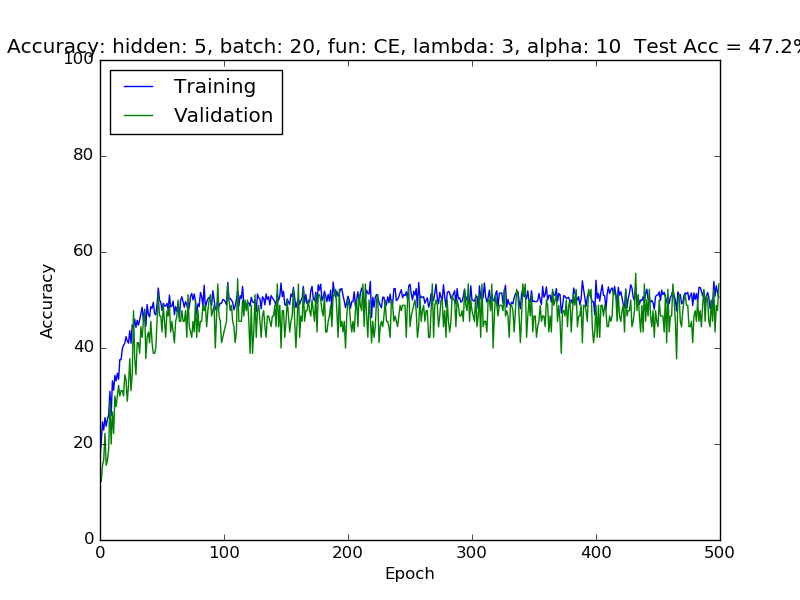 Accuracy: hidden: 5, batch: 20, fun: CE, lambda: 3, alpha: 10  Test Acc = 47.2%
100
80
60
40
20
0
Accuracy
Training
Validation
0 100 200 300 400 500
Epoch